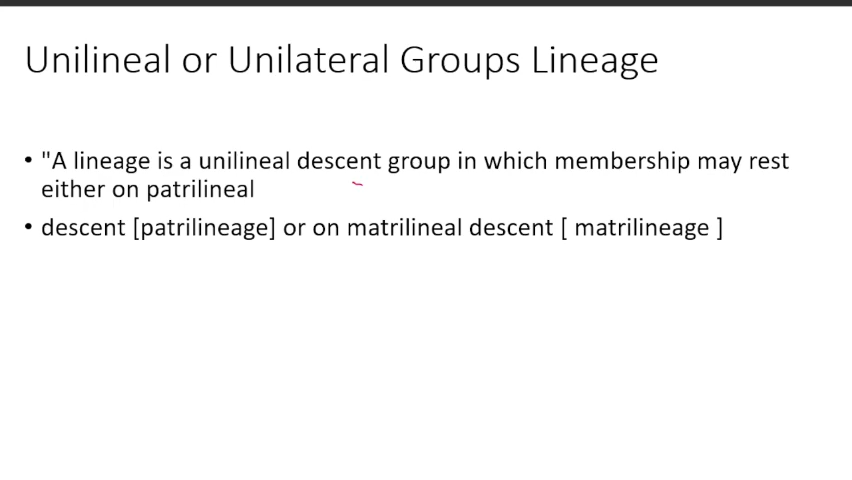 Unilineal or Unilateral Groups Lineage
• "A lineage is a unilineal descent group in which membership may rest
either on patrilineal
• descent [patrilineage] or on matrilineal descent [ matrilineage ]